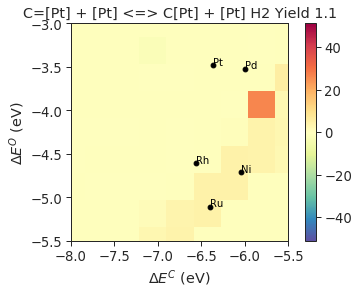 C=[Pt] + [Pt] <=> C[Pt] + [Pt] H2 Yield 1.1
−3.0
−3.5
−4.0
−4.5
−5.0
−5.5
ΔE^O (eV)
Pt
Pd
Rh
Ni
Ru
−8.0 −7.5 −7.0 −6.5 −6.0 −5.5
ΔE^C (eV)
40
20
0
−20
−40